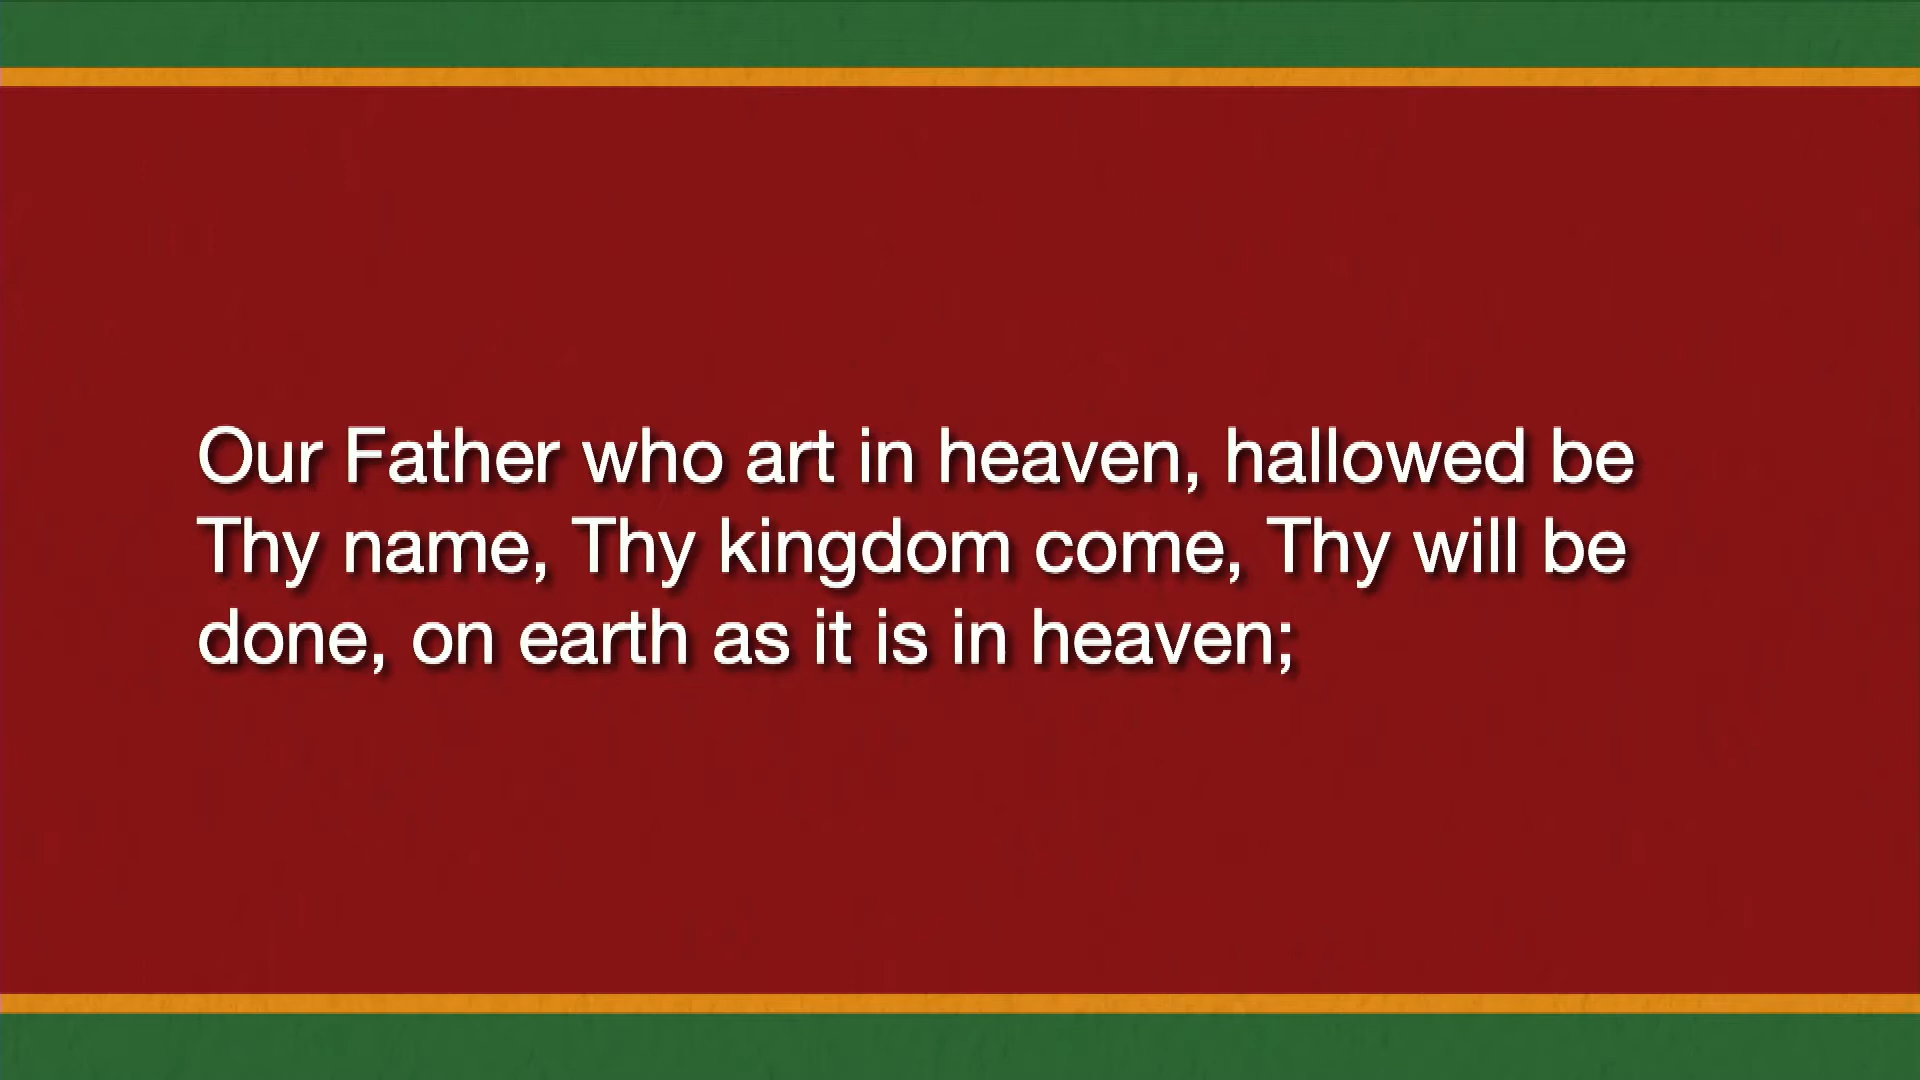 Our Father who art in heaven, hallowed be
Thy name, Thy kingdom come, Thy will be
done, on earth as it is in heaven;